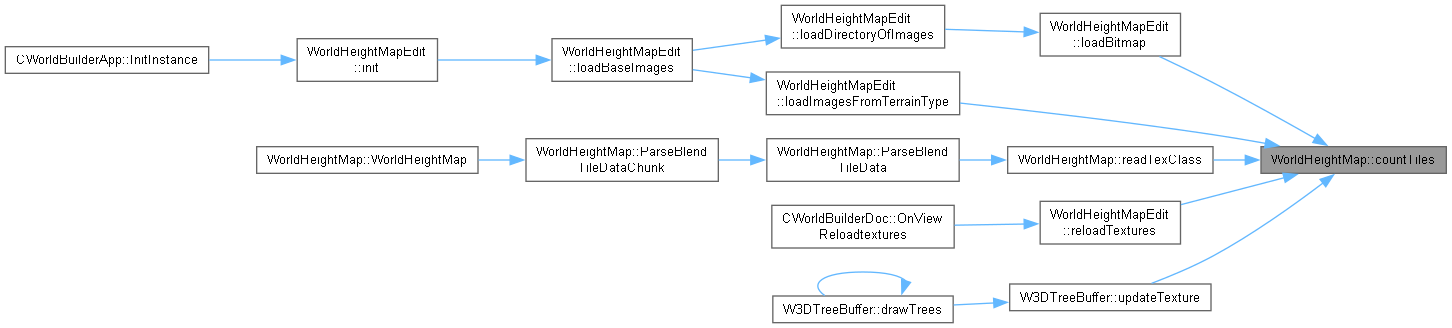 WorldHeightMapEdit
::loadDirectoryOfImages
WorldHeightMapEdit
::loadBitmap
CWorldBuilderApp::InitInstance
WorldHeightMapEdit
::init
WorldHeightMapEdit
::loadBaseImages
WorldHeightMapEdit
::loadImagesFromTerrainType
WorldHeightMap::WorldHeightMap
WorldHeightMap::ParseBlend
TileDataChunk
WorldHeightMap::ParseBlend
TileData
WorldHeightMap::readTexClass
WorldHeightMap::countTiles
CWorldBuilderDoc::OnView
Reloadtextures
WorldHeightMapEdit
::reloadTextures
W3DTreeBuffer::drawTrees
W3DTreeBuffer::updateTexture